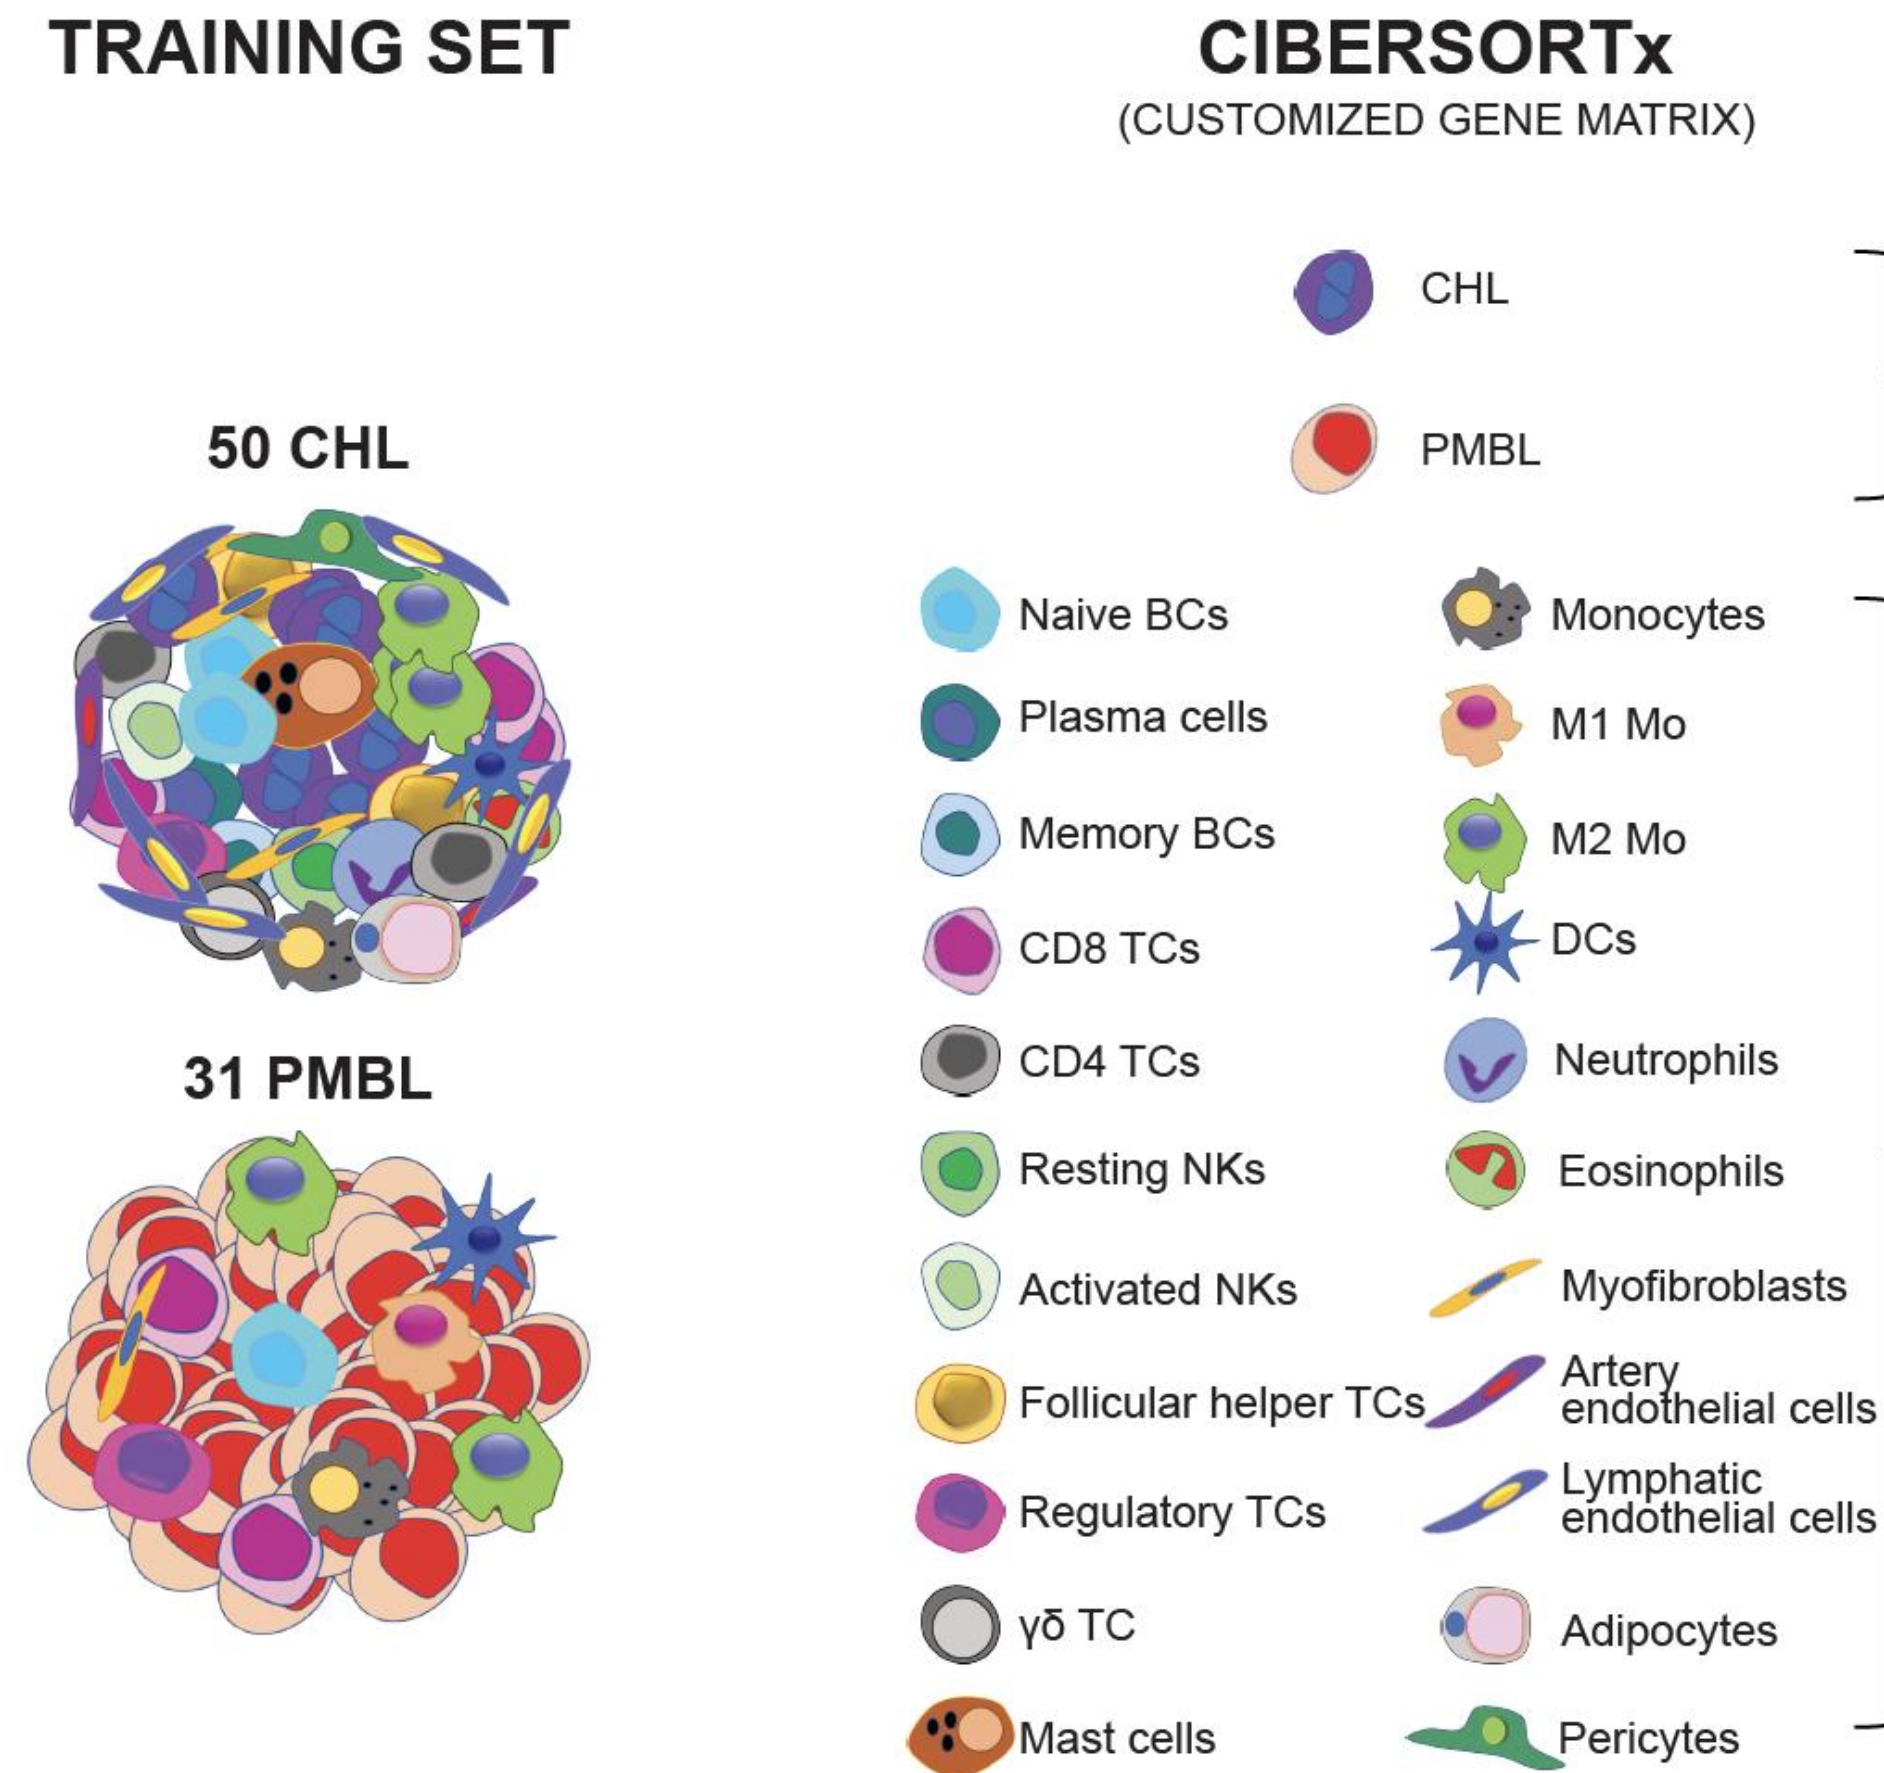 TRAINING SET
50 CHL
31 PMBL
CIBERSORTx
(CUSTOMIZED GENE MATRIX)
CHL
PMBL
Naive BCs
Plasma cells
Memory BCs
CD8 TCs
CD4 TCs
Resting NKs
Activated NKs
Follicular helper TCs
Regulatory TCs
γδ TC
Mast cells
Monocytes
M1 Mo
M2 Mo
DCs
Neutrophils
Eosinophils
Myofibroblasts
Artery
endothelial cells
Lymphatic
endothelial cells
Adipocytes
Pericytes